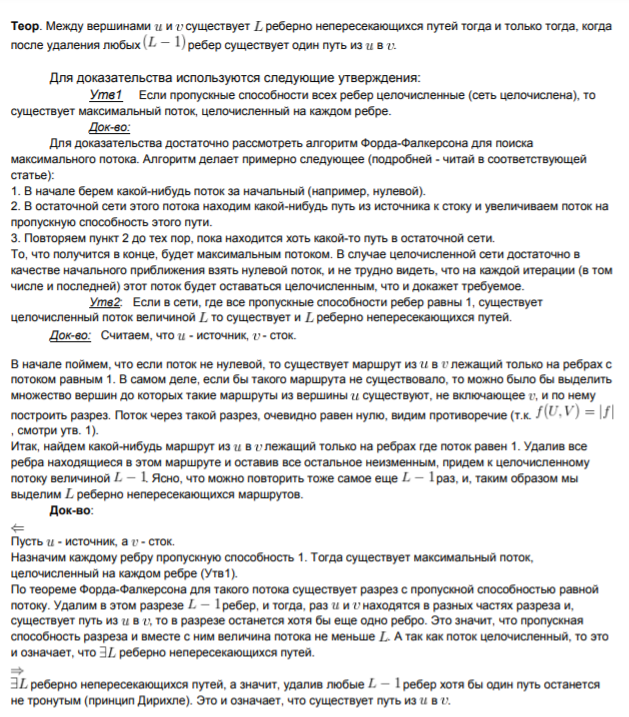 Теор. Между вершинами u и v существует L реберно непересекающихся путей тогда и только тогда, когда
после удаления любых (L − 1) ребер существует один путь из u в v.
Для доказательства используются следующие утверждения:
Утв1 Если пропускные способности всех ребер целочисленные (сеть целочислена), то
существует максимальный поток, целочисленный на каждом ребре.
Док-во:
Для доказательства достаточно рассмотреть алгоритм Форда-Фалкерсона для поиска
максимального потока. Алгоритм делает примерно следующее (подробней - читай в соответствующей
статье):
1. В начале берем какой-нибудь поток за начальный (например, нулевой).
2. В остаточной сети этого потока находим какой-нибудь путь из источника к стоку и увеличиваем поток на
пропускную способность этого пути.
3. Повторяем пункт 2 до тех пор, пока находится хоть какой-то путь в остаточной сети.
То, что получится в конце, будет максимальным потоком. В случае целочисленной сети достаточно в
качестве начального приближения взять нулевой поток, и не трудно видеть, что на каждой итерации (в том
числе и последней) этот поток будет оставаться целочисленным, что и докажет требуемое.
Утв2: Если в сети, где все пропускные способности ребер равны 1, существует
целочисленный поток величиной L то существует и L реберно непересекающихся путей.
Док-во: Считаем, что u - источник, v - сток.
В начале поймем, что если поток не нулевой, то существует маршрут из u в v лежащий только на ребрах с
потоком равным 1. В самом деле, если бы такого маршрута не существовало, то можно было бы выделить
множество вершин до которых такие маршруты из вершины u существуют, не включающее v, и по нему
построить разрез. Поток через такой разрез, очевидно равен нулю, видим противоречие (т.к. f(U, V) = |f|
, смотри утв. 1).
Итак, найдем какой-нибудь маршрут из u в v лежащий только на ребрах где поток равен 1. Удалив все
ребра находящиеся в этом маршруте и оставив все остальное неизменным, придем к целочисленному
потоку величиной L − 1. Ясно, что можно повторить тоже самое еще L − 1 раз, и, таким образом мы
выделим L реберно непересекающихся маршрутов.
Док-во:
⇐
Пусть u - источник, а v - сток.
Назначим каждому ребру пропускную способность 1. Тогда существует максимальный поток,
целочисленный на каждом ребре (Утв1).
По теореме Форда-Фалкерсона для такого потока существует разрез с пропускной способностью равной
потоку. Удалим в этом разрезе L − 1 ребер, и тогда, раз u и v находятся в разных частях разреза и,
существует путь из u в v, то в разрезе останется хотя бы еще одно ребро. Это значит, что пропускная
способность разреза и вместе с ним величина потока не меньше L. А так как поток целочисленный, то это
и означает, что ∃L реберно непересекающихся путей.
⇒
∃L реберно непересекающихся путей, а значит, удалив любые L − 1 ребер хотя бы один путь останется
не тронутым (принцип Дирихле). Это и означает, что существует путь из u в v.